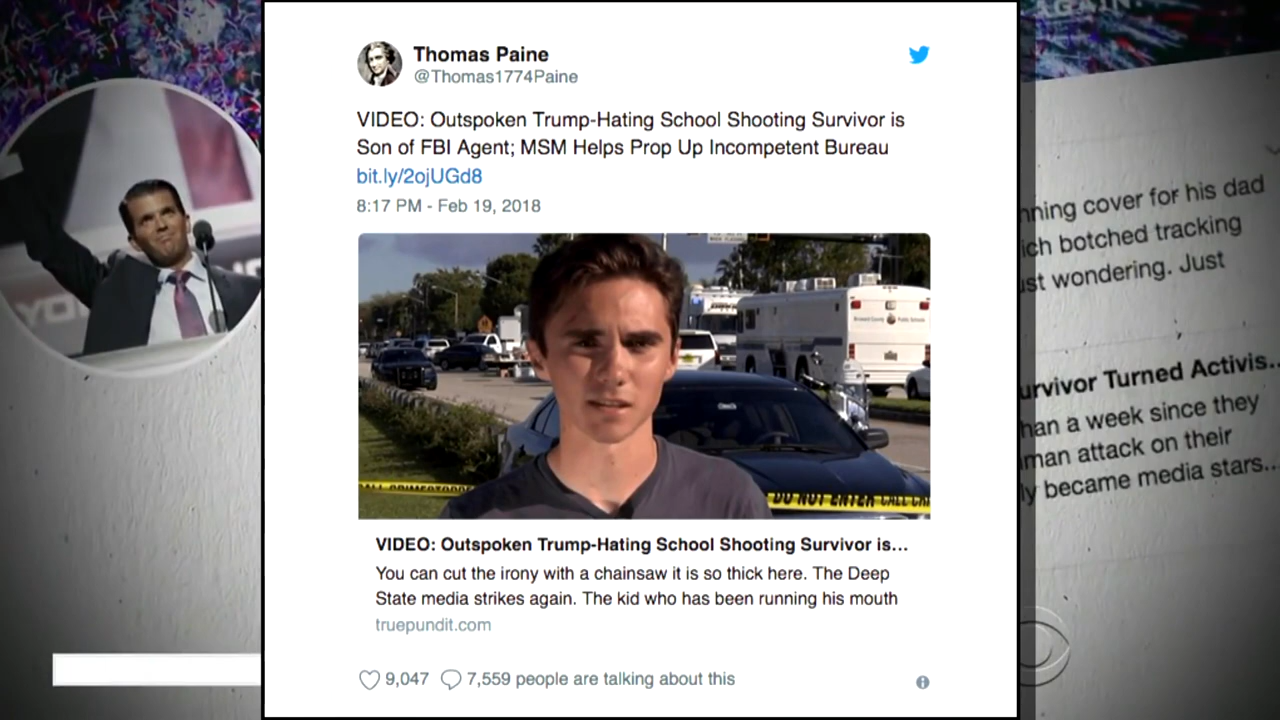 AGAIN.
Thomas Paine
@Thomas1774Paine
VIDEO: Outspoken Trump-Hating School Shooting Survivor is
Son of FBI Agent; MSM Helps Prop Up Incompetent Bureau
bit.ly/2ojUGd8
8:17 PM - Feb 19, 2018
Broward County Public Schools
DO NOT ENTER
VIDEO: Outspoken Trump-Hating School Shooting Survivor is...
You can cut the irony with a chainsaw it is so thick here. The Deep
State media strikes again. The kid who has been running his mouth
truepundit.com
9,047 7,559 people are talking about this
nning cover for his dad
ich botched tracking
st wondering. Just
urvivor Turned Activis...
han a week since they
man attack on their
ly became media stars...